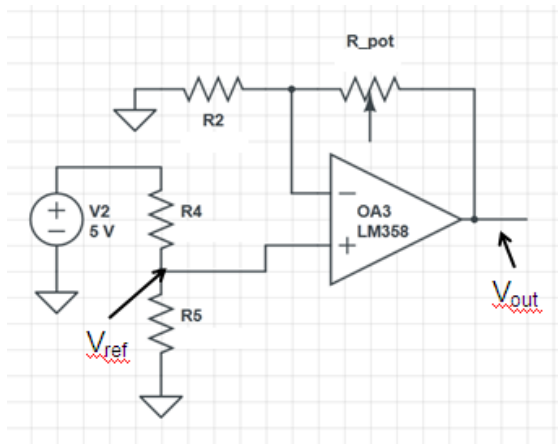 R_pot
R2
+
−
V2
5 V
R4
−
+
OA3
LM358
R5
Vref
Vout